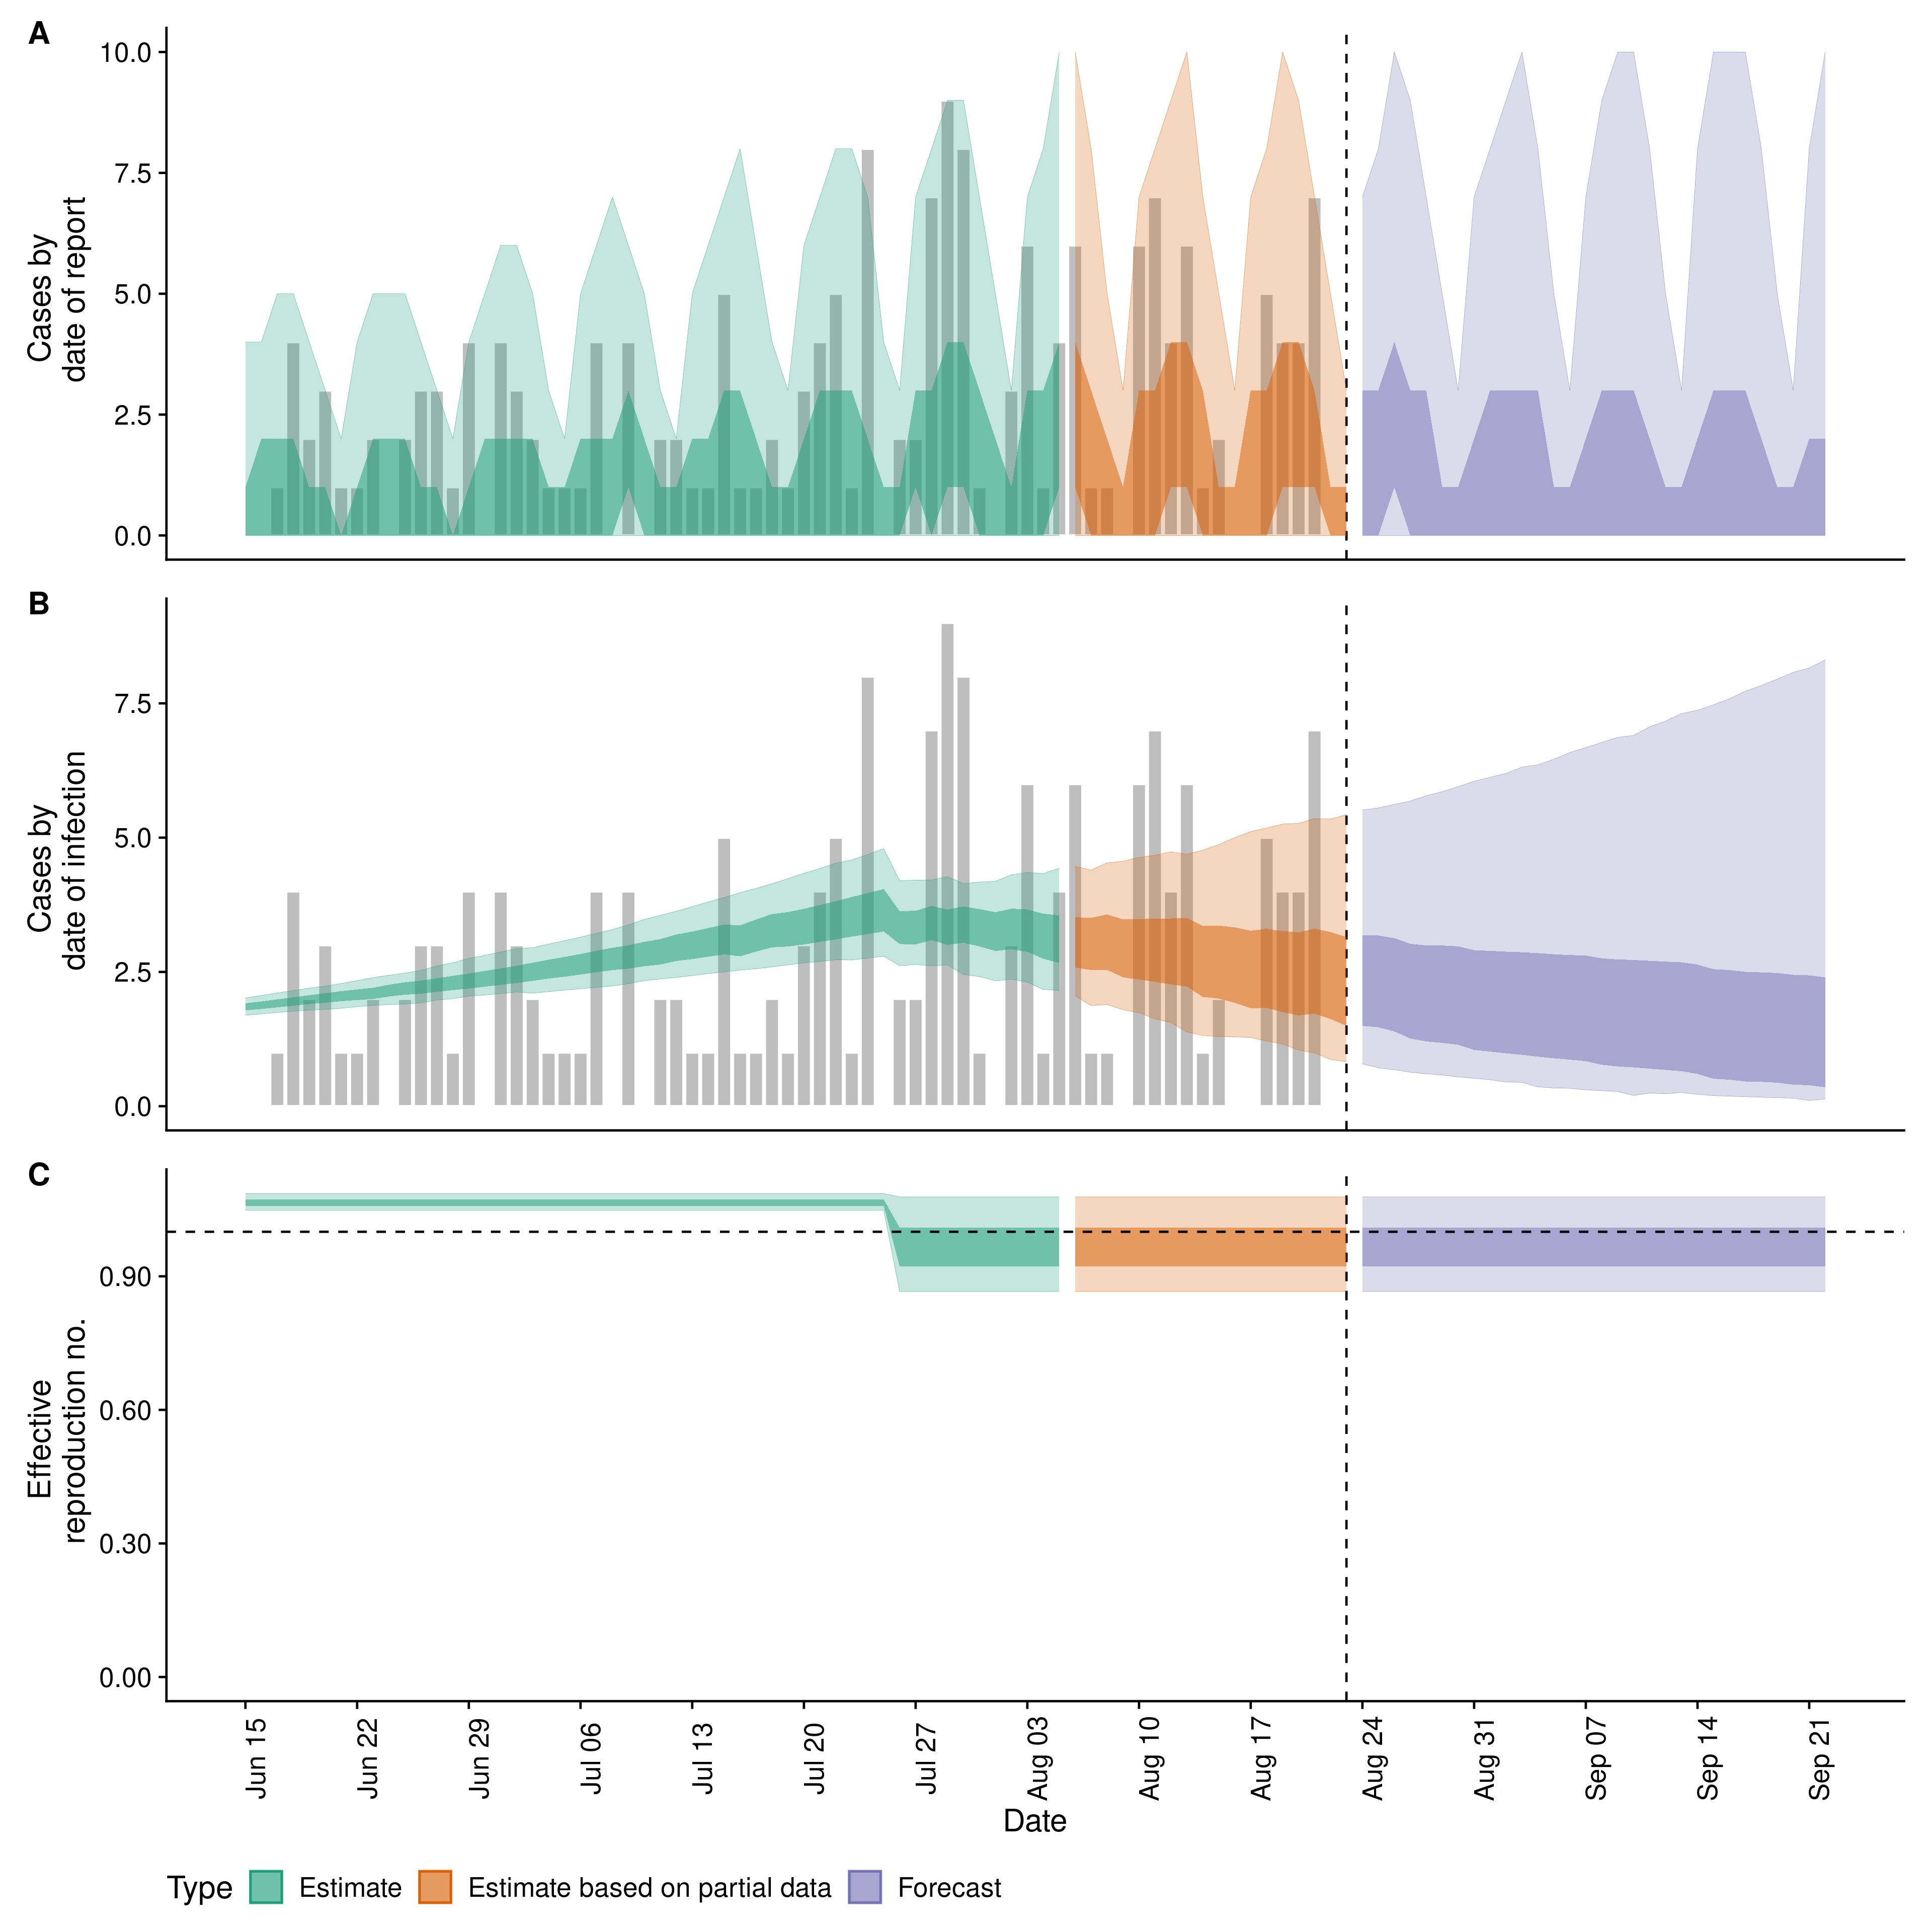 A
10.0
7.5
5.0
2.5
0.0
Cases by
date of report
B
7.5
5.0
2.5
0.0
Cases by
date of infection
C
0.90
0.60
0.30
0.00
Effective
reproduction no.
Jun 15
Jun 22
Jun 29
Jul 06
Jul 13
Jul 20
Jul 27
Aug 03
Aug 10
Aug 17
Aug 24
Aug 31
Sep 07
Sep 14
Sep 21
Date
Type Estimate Estimate based on partial data Forecast